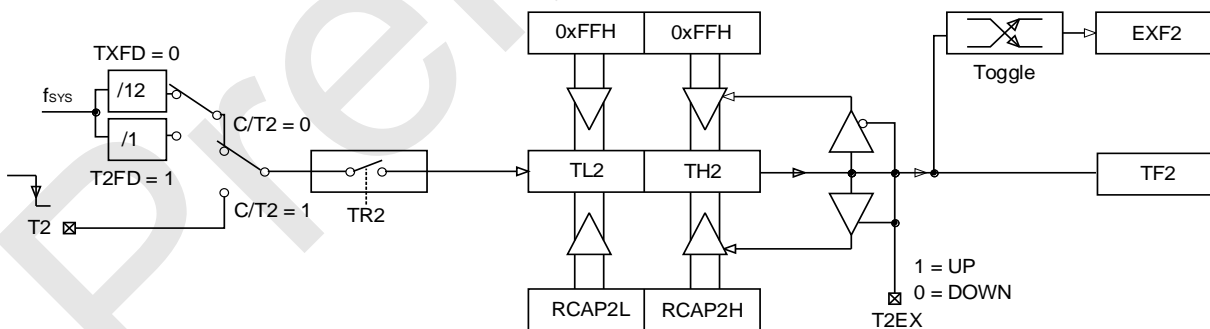 0xFFH
0xFFH
EXF2
Toggle
TXFD = 0
/12
fSYS
C/T2 = 0
/1
T2FD = 1
TL2
TH2
TF2
C/T2 = 1
TR2
T2
1 = UP
0 = DOWN
RCAP2L
RCAP2H
T2EX